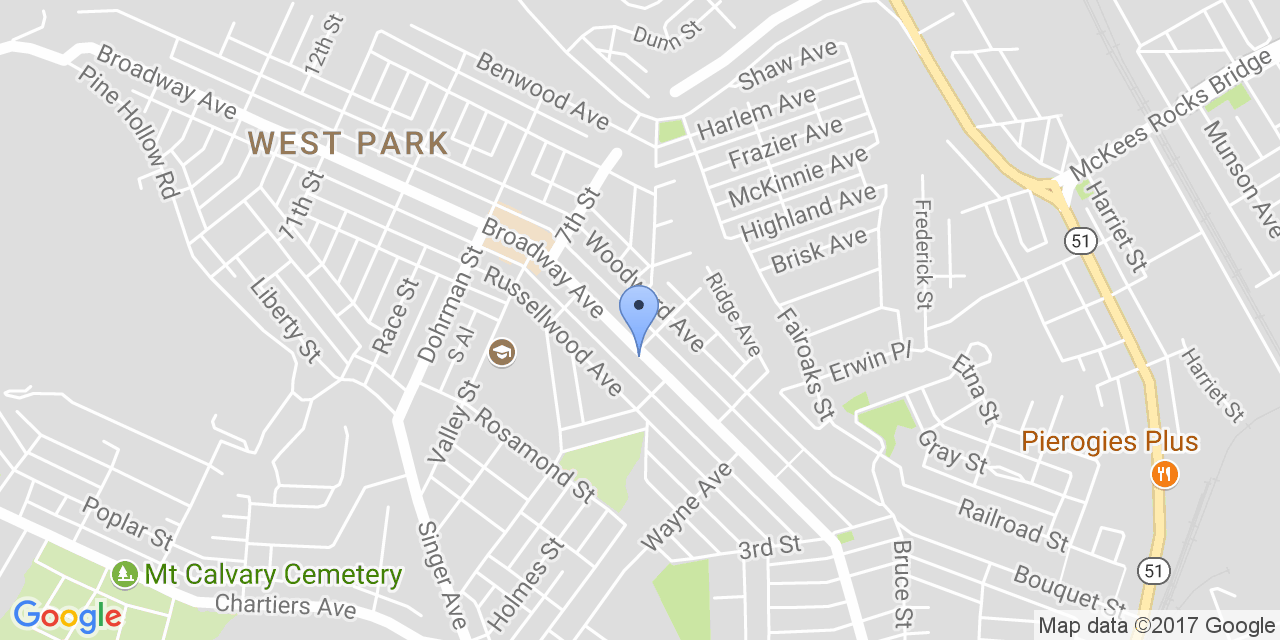 12th St
Dunn St
Broadway Ave
Benwood Ave
Shaw Ave
Pine Hollow Rd
Harlem Ave
McKees Rocks Bridge
WEST PARK
Frazier Ave
Munson Ave
McKinnie Ave
11th St
7th St
Highland Ave
Harriet St
Frederick St
Broadway Ave
Woodward Ave
Brisk Ave
51
Dohrman St
Russellwood Ave
Ridge Ave
Liberty St
Race St
S Al
Fairoaks St
Erwin Pl
Etna St
Harriet St
Valley St
Rosamond St
Gray St
Pierogies Plus
Wayne Ave
Poplar St
Railroad St
3rd St
Singer Ave
Holmes St
Bruce St
Bouquet St
51
Mt Calvary Cemetery
Chartiers Ave
Google
Map data ©2017 Google